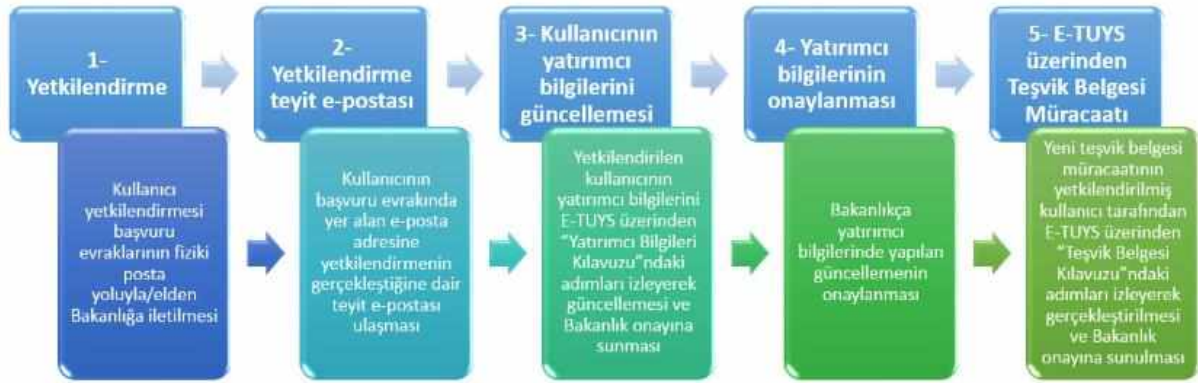 1-
Yetkilendirme
Kullanıcı
yetkilendirmesi
başvuru
evraklarının fiziki
posta
yoluyla/elden
Bakanlığa iletilmesi
2-
Yetkilendirme
teyit e-postası
Kullanıcının
başvuru evrakında
yer alan e-posta
adresine
yetkilendirmenin
gerçekleştiğine dair
teyit e-postası
ulaşması
3- Kullanıcının
yatırımcı
bilgilerini
güncellemesi
Yetkilendirilen
kullanıcının
yatırımcı bilgilerini
E-TUYS üzerinden
“Yatırımcı Bilgileri
Kılavuzu”ndaki
adımları izleyerek
güncellemesi ve
Bakanlık onayına
sunması
4- Yatırımcı
bilgilerinin
onaylanması
Bakanlıkça
yatırımcı
bilgilerinde yapılan
güncellemenin
onaylanması
5- E-TUYS
üzerinden
Teşvik Belgesi
Müracaatı
Yeni teşvik belgesi
müracaatının
yetkilendirilmiş
kullanıcı tarafından
E-TUYS üzerinden
“Teşvik Belgesi
Kılavuzu”ndaki
adımları izleyerek
gerçekleştirilmesi
ve Bakanlık
onayına sunulması